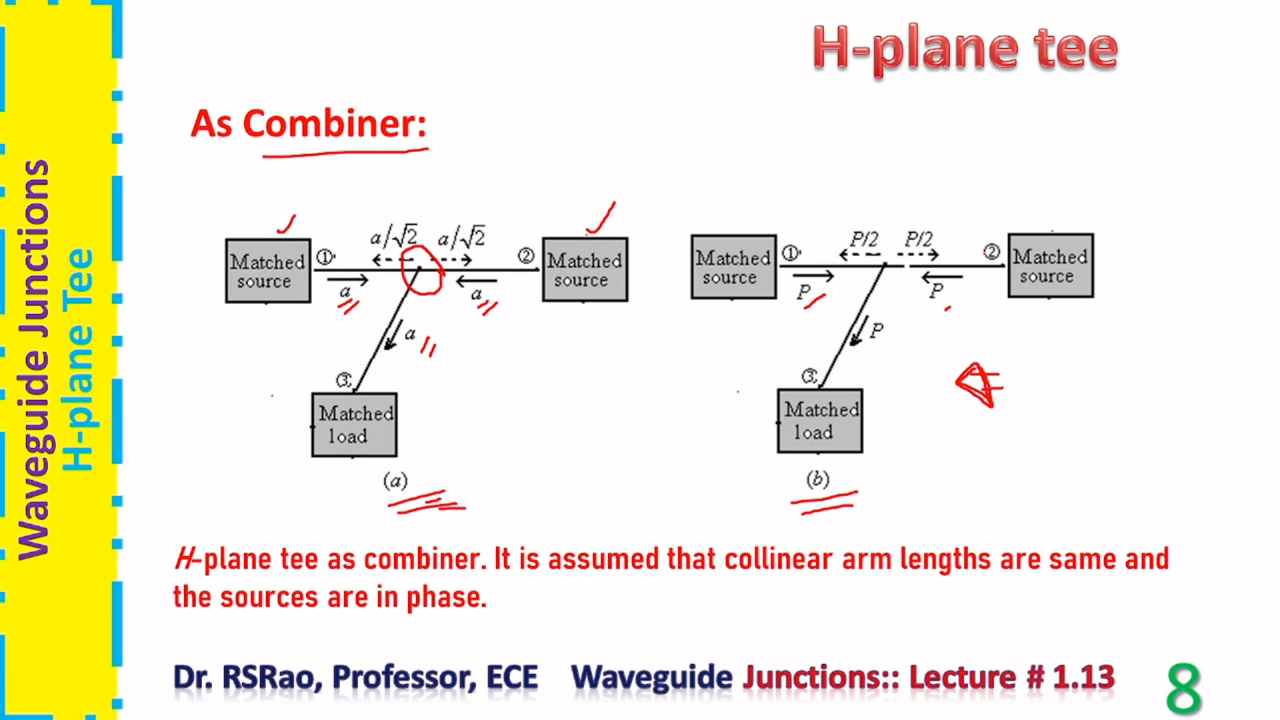 H-plane tee
Waveguide Junctions
H-plane Tee
As Combiner:
a/√2 a/√2
① ②
Matched source
Matched source
a a
a
③
Matched load
(a)
P/2 P/2
① ②
Matched source
Matched source
P P
P
③
Matched load
(b)
H-plane tee as combiner. It is assumed that collinear arm lengths are same and
the sources are in phase.
Dr. RSRao, Professor, ECE Waveguide Junctions:: Lecture # 1.13
8